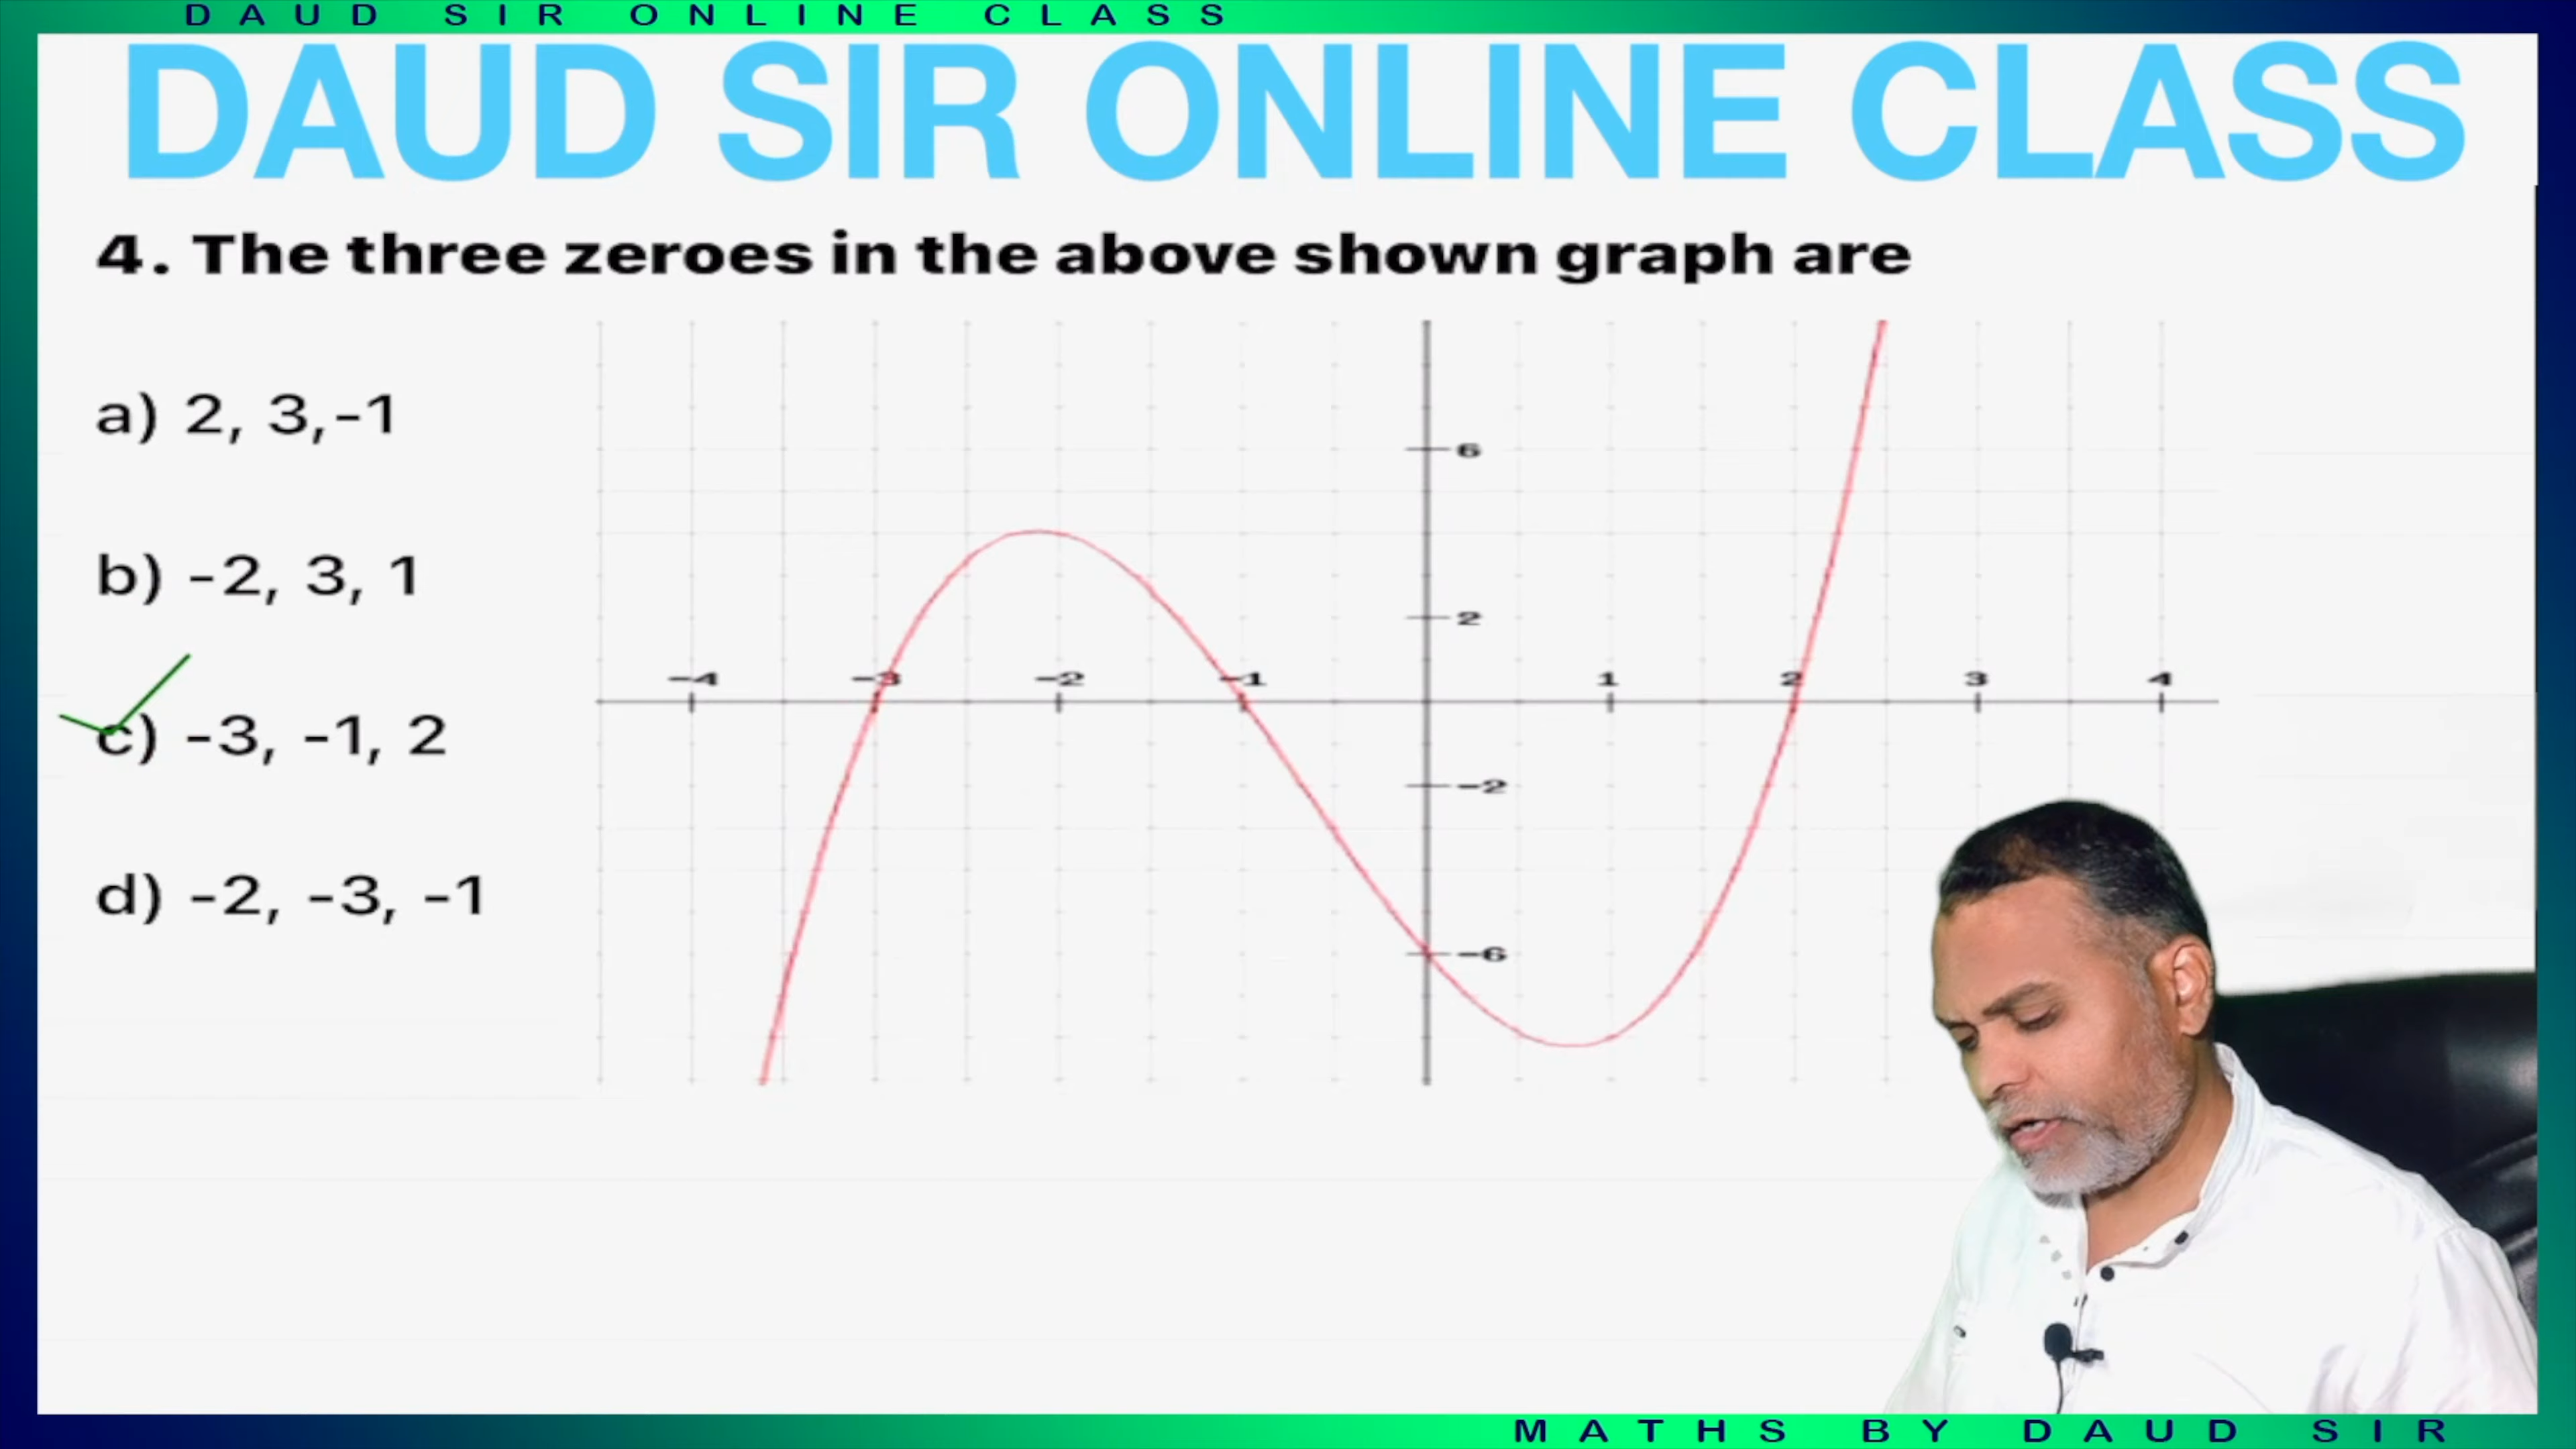 DAUD SIR ONLINE CLASS
DAUD SIR ONLINE CLASS
4. The three zeroes in the above shown graph are
a) 2, 3,-1
b) -2, 3, 1
c) -3, -1, 2
d) -2, -3, -1
6
2
-4 -3 -2 -1 1 2 3 4
-2
-6
MATHS BY DAUD SIR